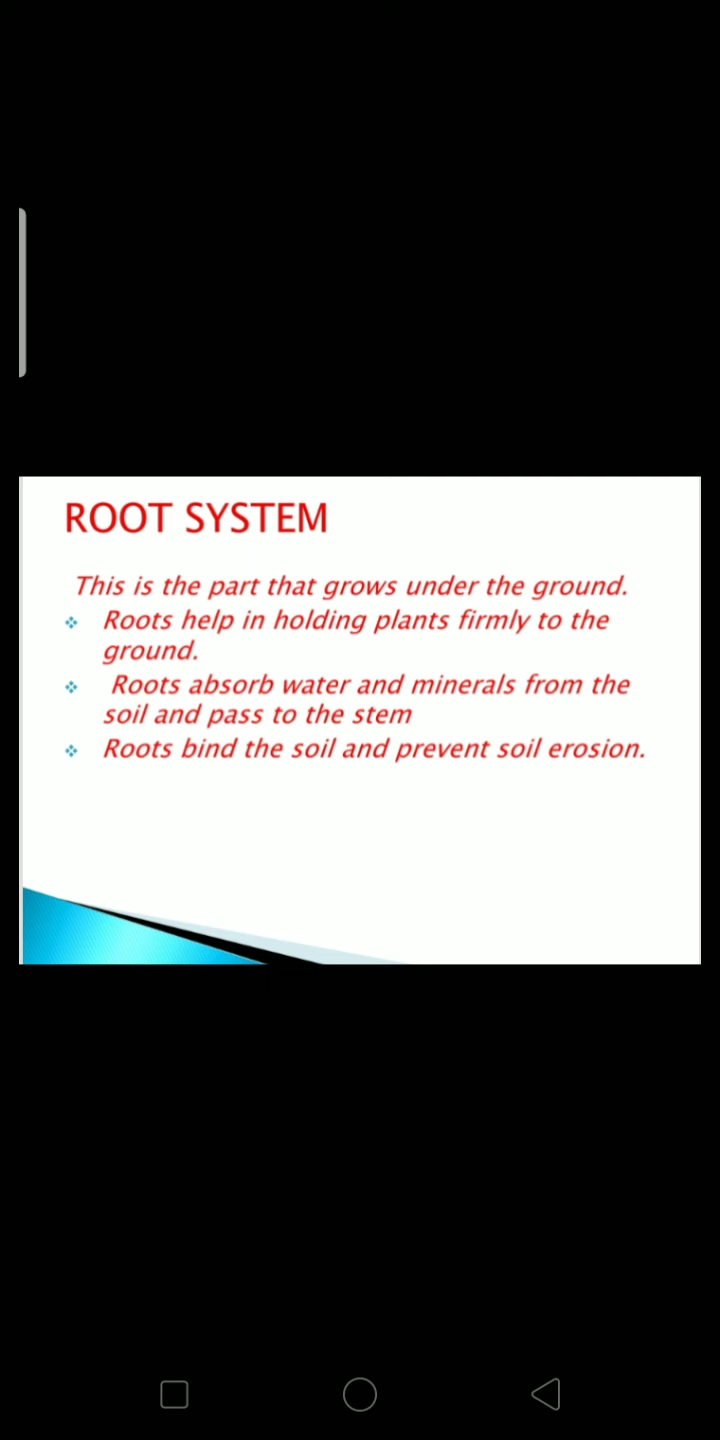 ROOT SYSTEM
This is the part that grows under the ground.
Roots help in holding plants firmly to the
ground.
Roots absorb water and minerals from the
soil and pass to the stem
Roots bind the soil and prevent soil erosion.